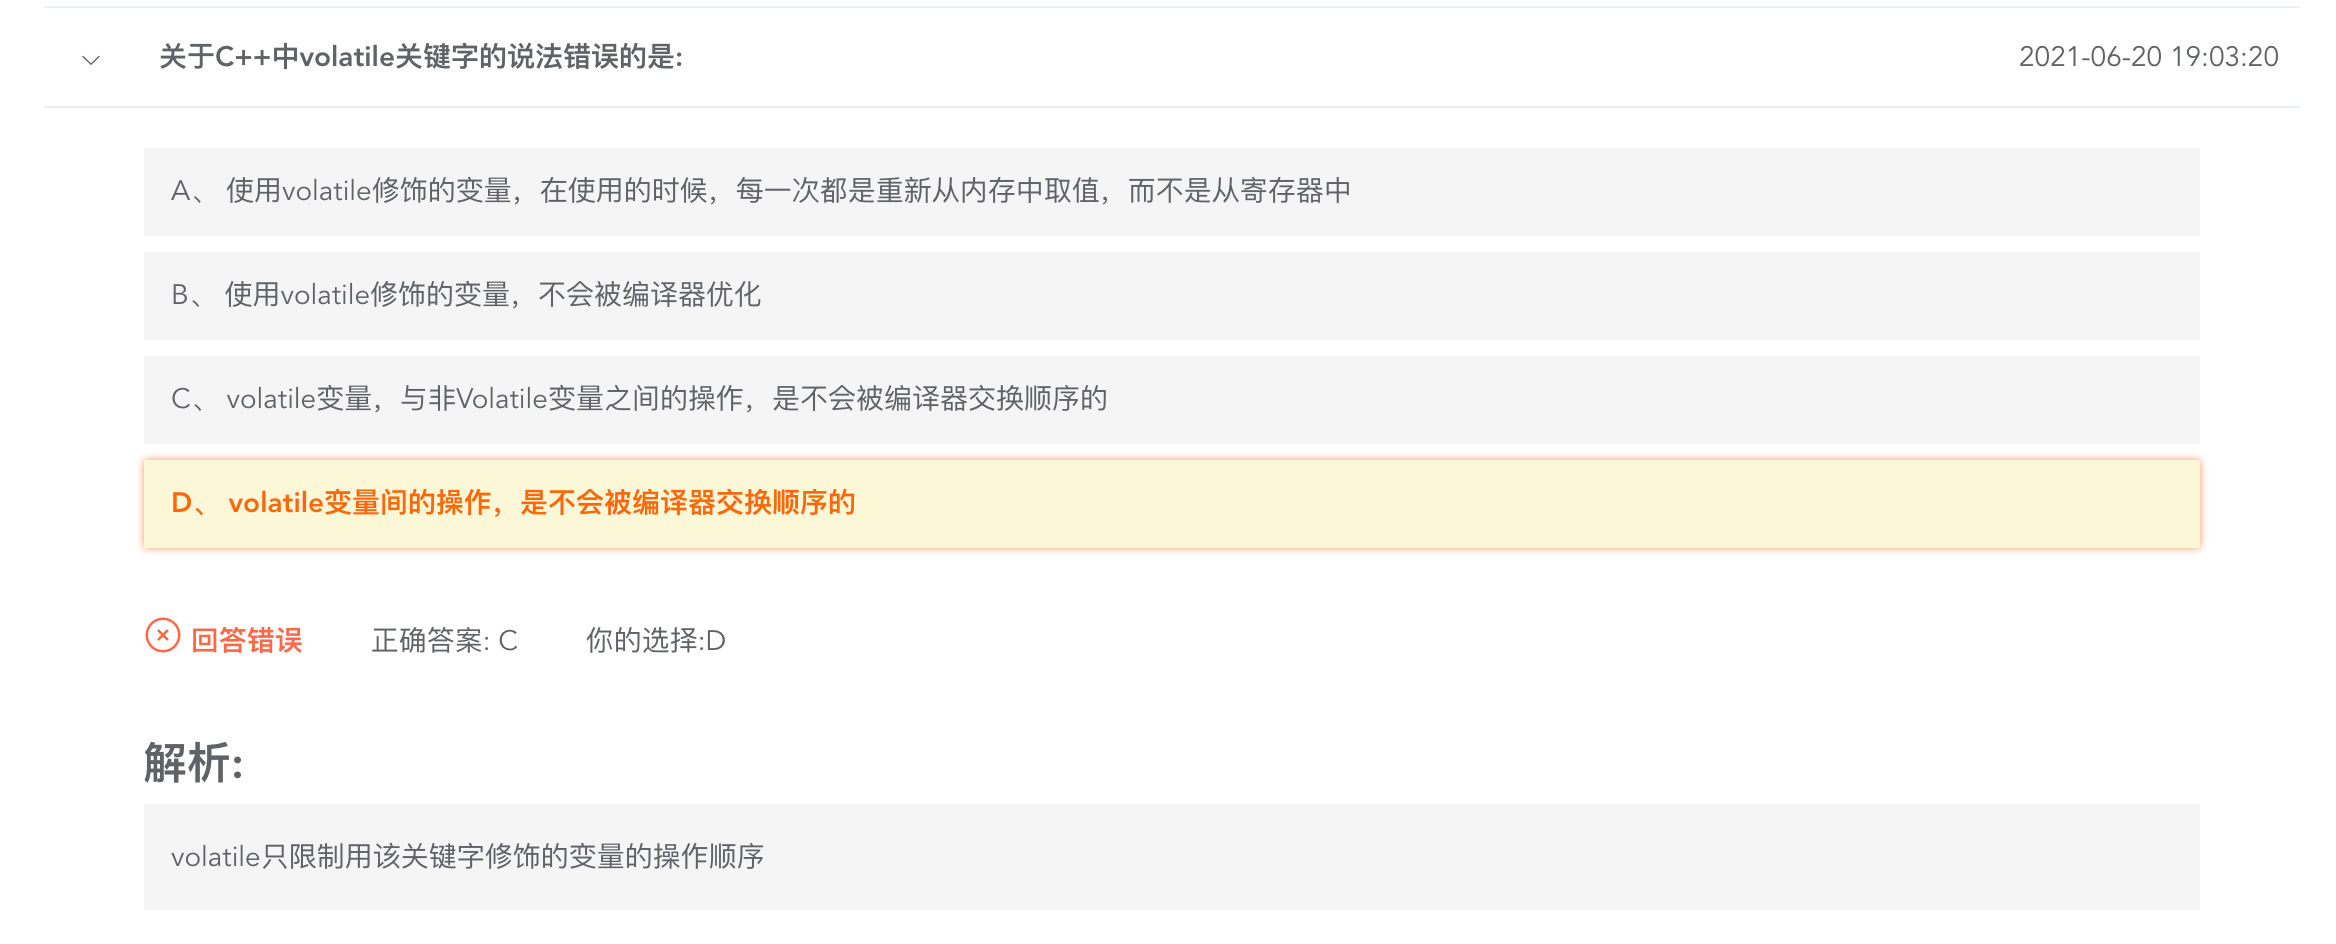 关于C++中volatile关键字的说法错误的是:
2021-06-20 19:03:20
A、 使用volatile修饰的变量，在使用的时候，每一次都是重新从内存中取值，而不是从寄存器中
B、 使用volatile修饰的变量，不会被编译器优化
C、 volatile变量，与非Volatile变量之间的操作，是不会被编译器交换顺序的
D、 volatile变量间的操作，是不会被编译器交换顺序的
回答错误 正确答案: C 你的选择:D
解析:
volatile只限制用该关键字修饰的变量的操作顺序